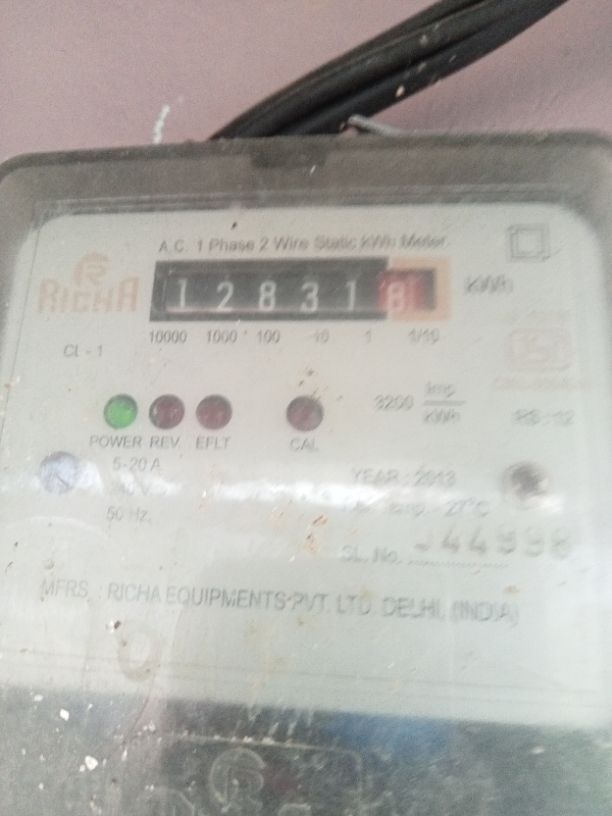 A.C. 1 Phase 2 Wire Static kWh Meter
RICHA
1 2 8 3 1 8 kWh
10000 1000 100 10 1 1/10
CL - 1
3200 Imp/kWh
POWER REV. EFLT CAL
5-20 A
YEAR : 2013
50 Hz. 27°C
SL. No. 44998
MFRS. : RICHA EQUIPMENTS PVT. LTD. DELHI, (INDIA)